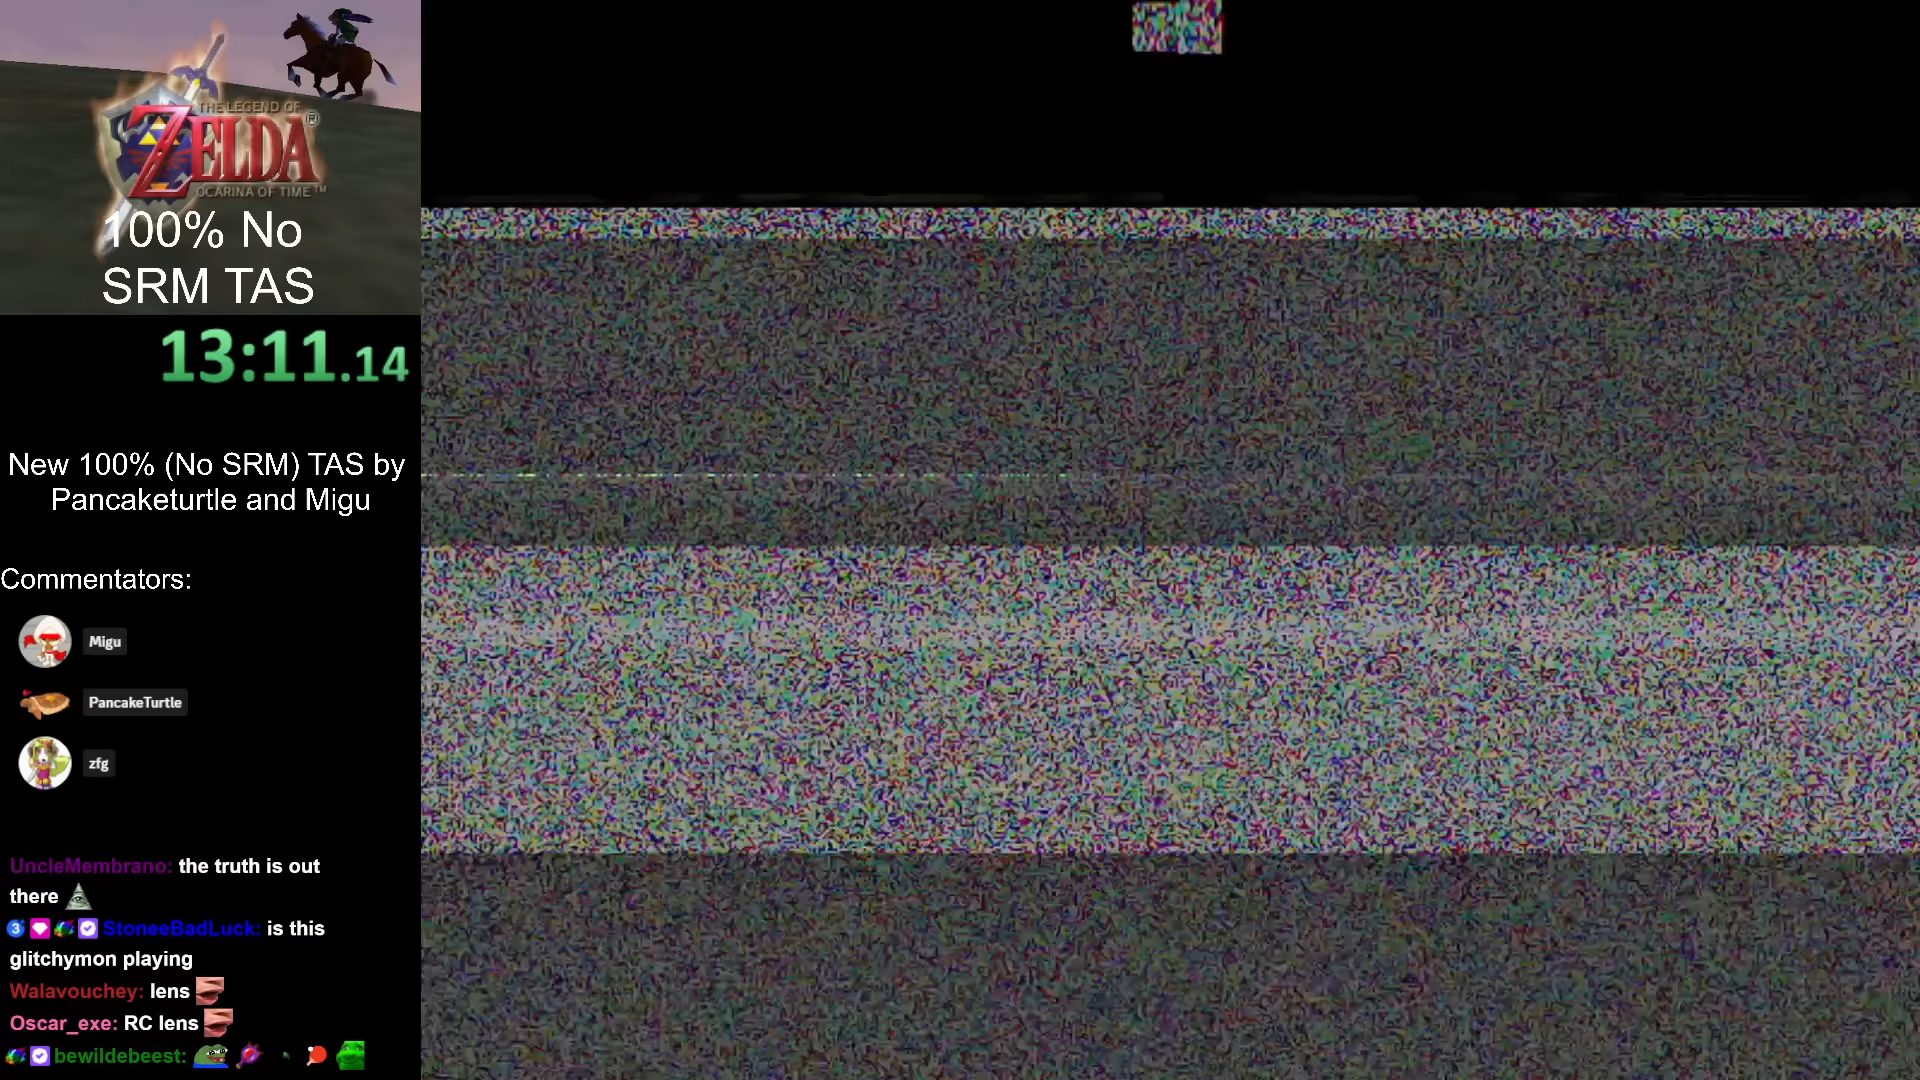 THE LEGEND OF
ZELDA®
OCARINA OF TIME™
100% No
SRM TAS
13:11.14
New 100% (No SRM) TAS by
Pancaketurtle and Migu
Commentators:
Migu
PancakeTurtle
zfg
UncleMembrano: the truth is out
there
3 StoneeBadLuck: is this
glitchymon playing
Walavouchey: lens
Oscar_exe: RC lens
bewildebeest: